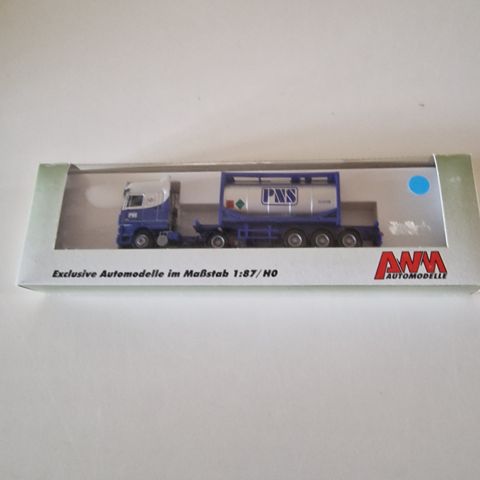 PNS
PNS
Exclusive Automodelle im Maßstab 1:87/H0
AWM
AUTOMODELLE